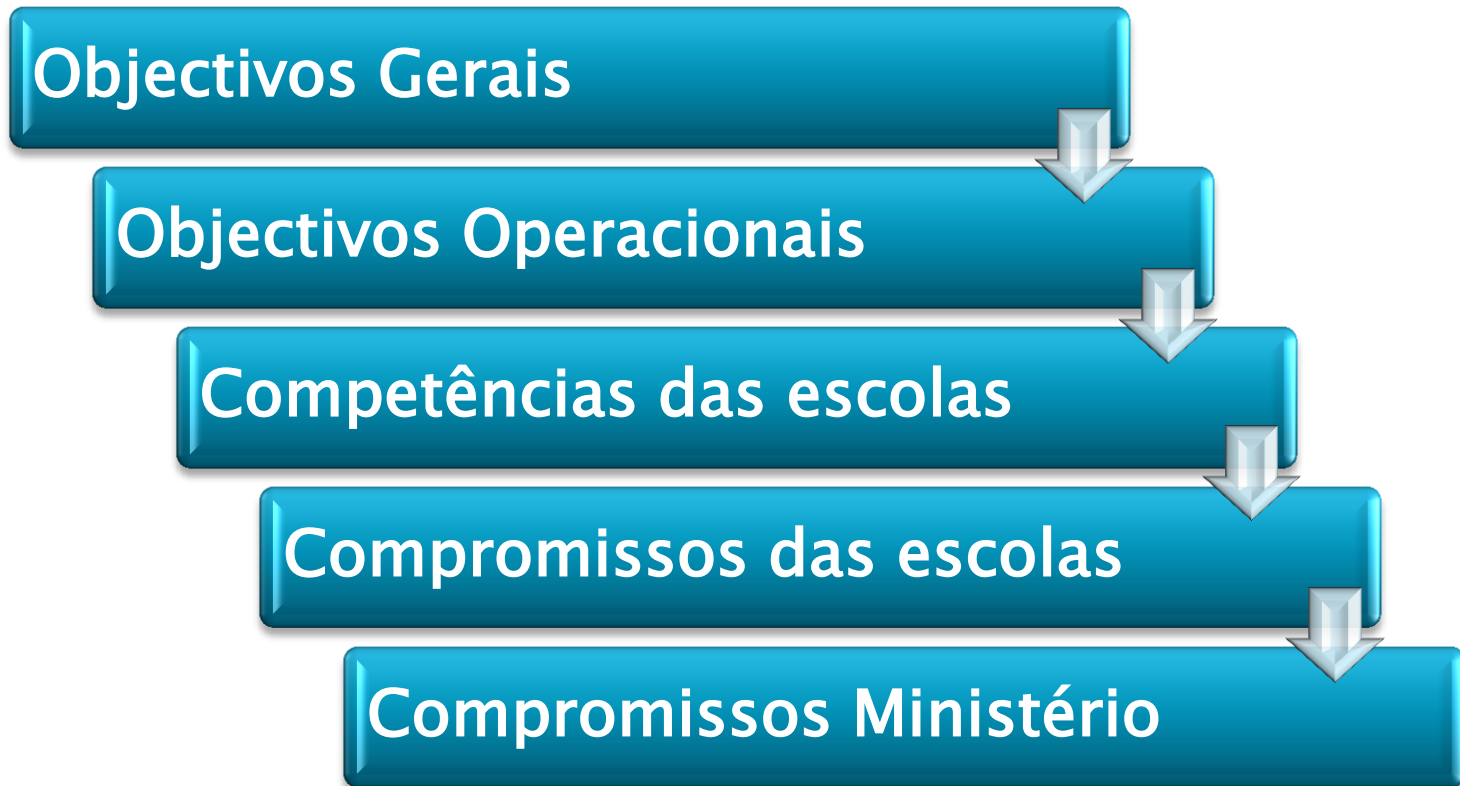 Objectivos Gerais
Objectivos Operacionais
Competências das escolas
Compromissos das escolas
Compromissos Ministério